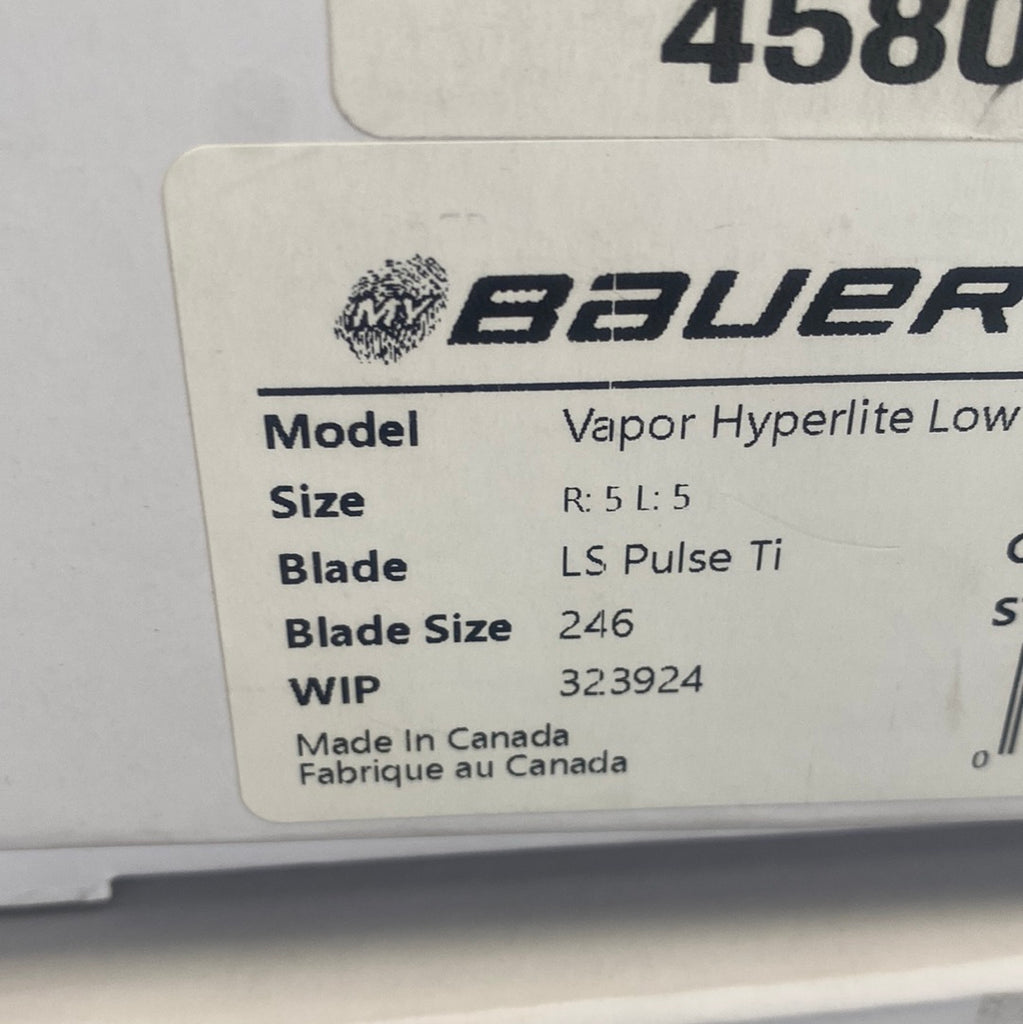 4580
MY BAUER
Model Vapor Hyperlite Low
Size R: 5 L: 5
Blade LS Pulse Ti
Blade Size 246
WIP 323924
Made In Canada
Fabrique au Canada
0